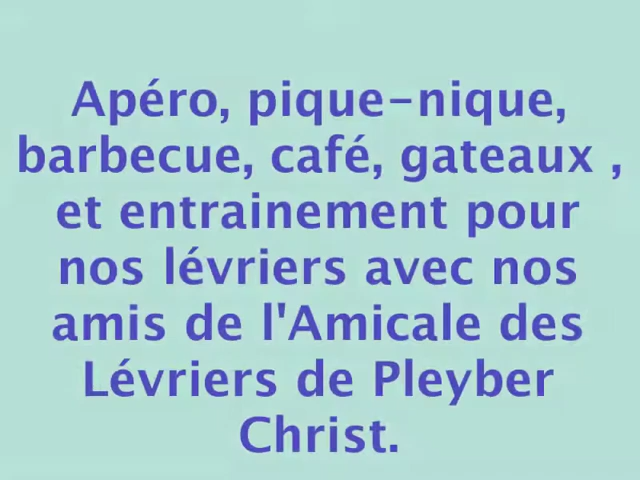 Apéro, pique-nique,
barbecue, café, gateaux ,
et entrainement pour
nos lévriers avec nos
amis de l'Amicale des
Lévriers de Pleyber
Christ.